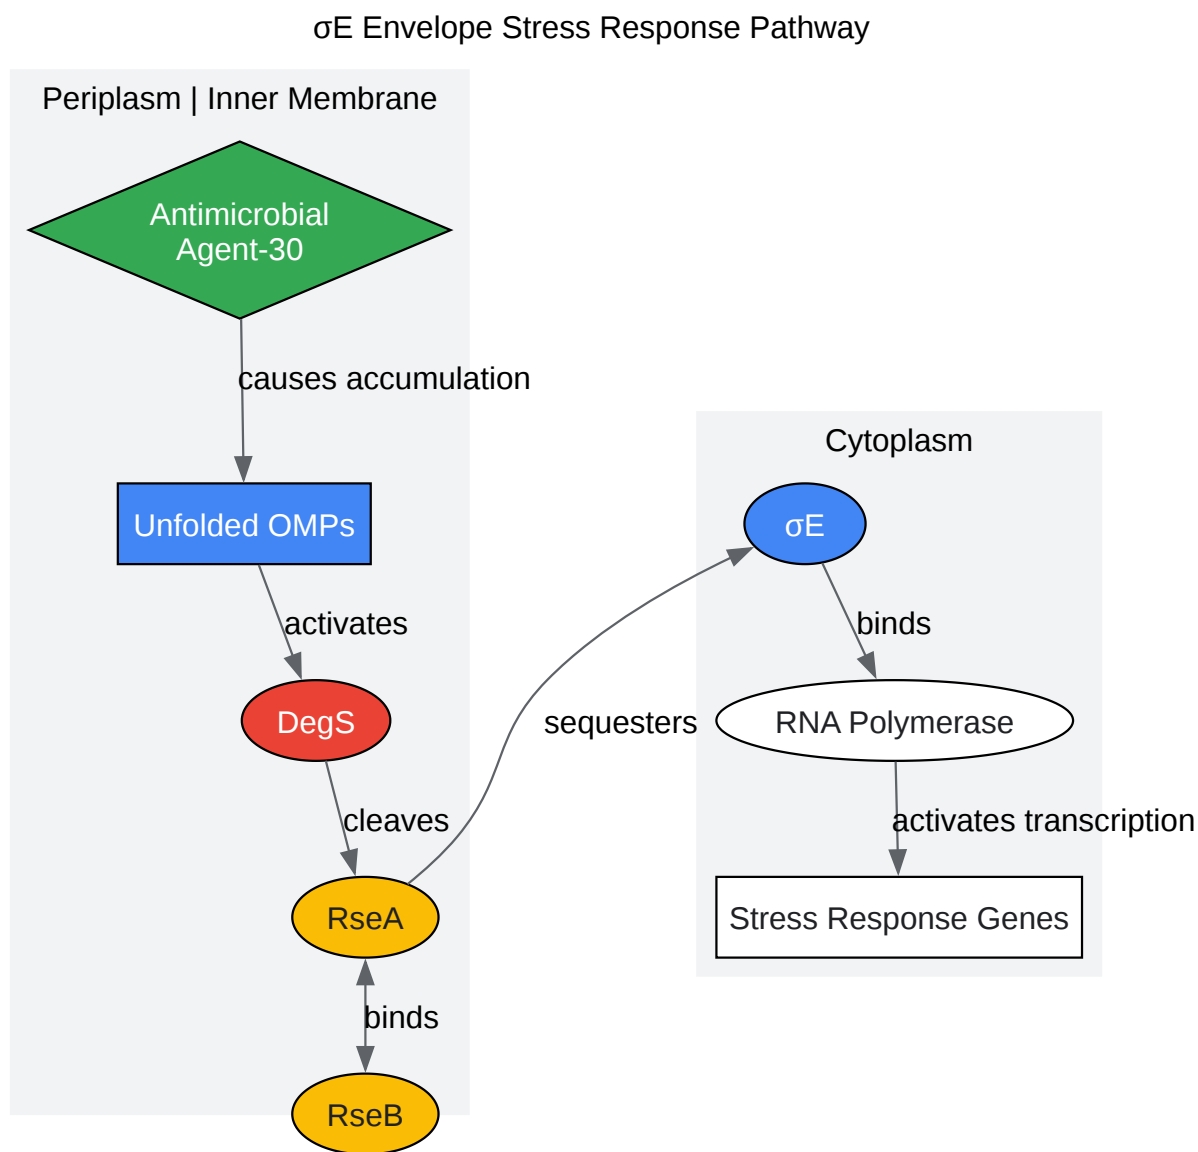 σE Envelope Stress Response Pathway
Periplasm | Inner Membrane
Antimicrobial
Agent-30
causes accumulation
Unfolded OMPs
activates
DegS
cleaves
RseA
binds
RseB
sequesters
Cytoplasm
σE
binds
RNA Polymerase
activates transcription
Stress Response Genes